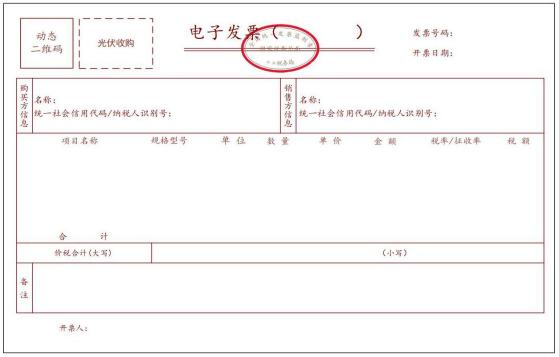 动态
二维码
光伏收购
电子发票（ ）
发票号码：
开票日期：
购买方信息
名称：
统一社会信用代码/纳税人识别号：
销售方信息
名称：
统一社会信用代码/纳税人识别号：
项目名称 规格型号 单位 数量 单价 金额 税率/征收率 税额
合计
价税合计(大写) (小写)
备注
开票人：